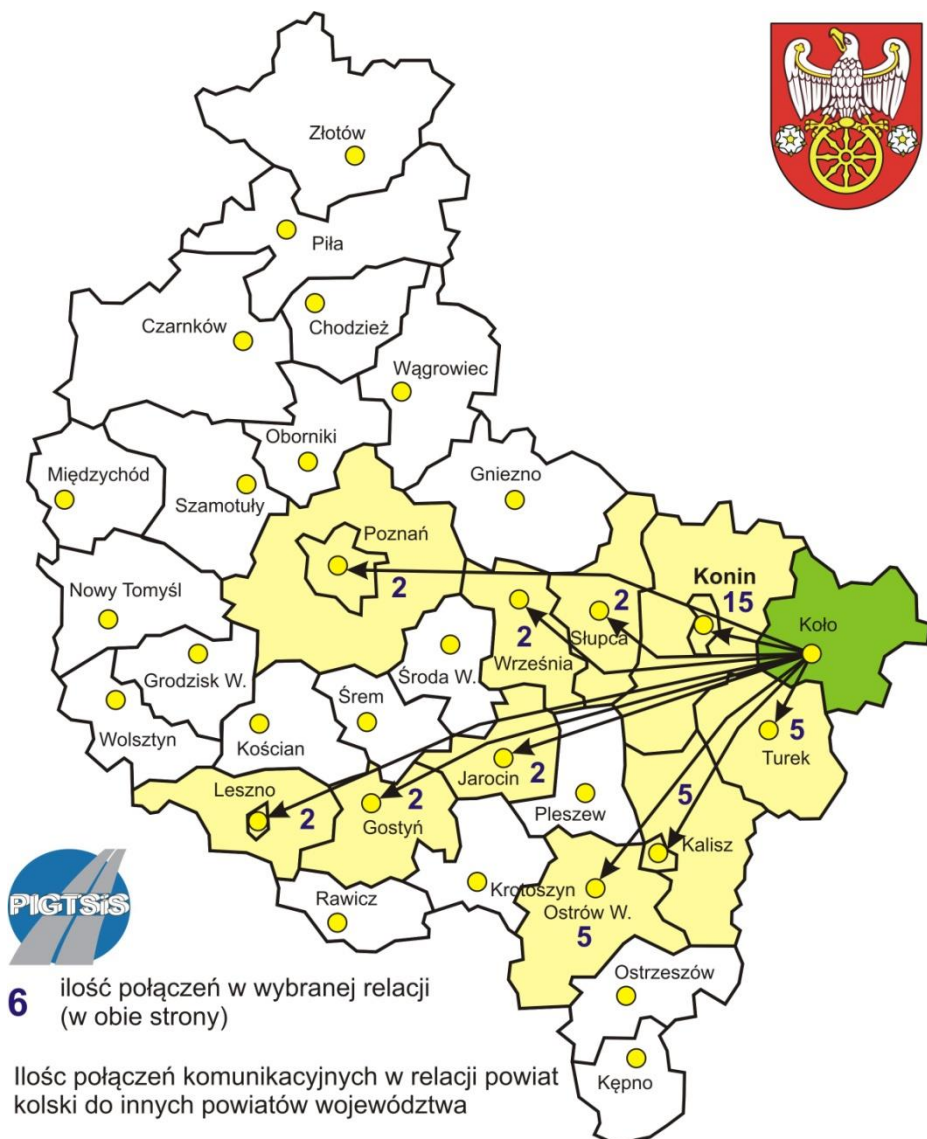 Złotów
Piła
Czarnków
Chodzież
Wągrowiec
Oborniki
Międzychód
Szamotuły
Gniezno
Poznań
2
Nowy Tomyśl
2
Września
2
Słupca
Konin
15
Koło
Grodzisk W.
Środa W.
Śrem
Wolsztyn
Kościan
5
Turek
Leszno
2
2
Gostyń
Jarocin
2
Pleszew
5
Kalisz
Rawicz
Krotoszyn
Ostrów W.
5
PIGTSiS
Ostrzeszów
Kępno
6 ilość połączeń w wybranej relacji
(w obie strony)
Ilośc połączeń komunikacyjnych w relacji powiat
kolski do innych powiatów województwa